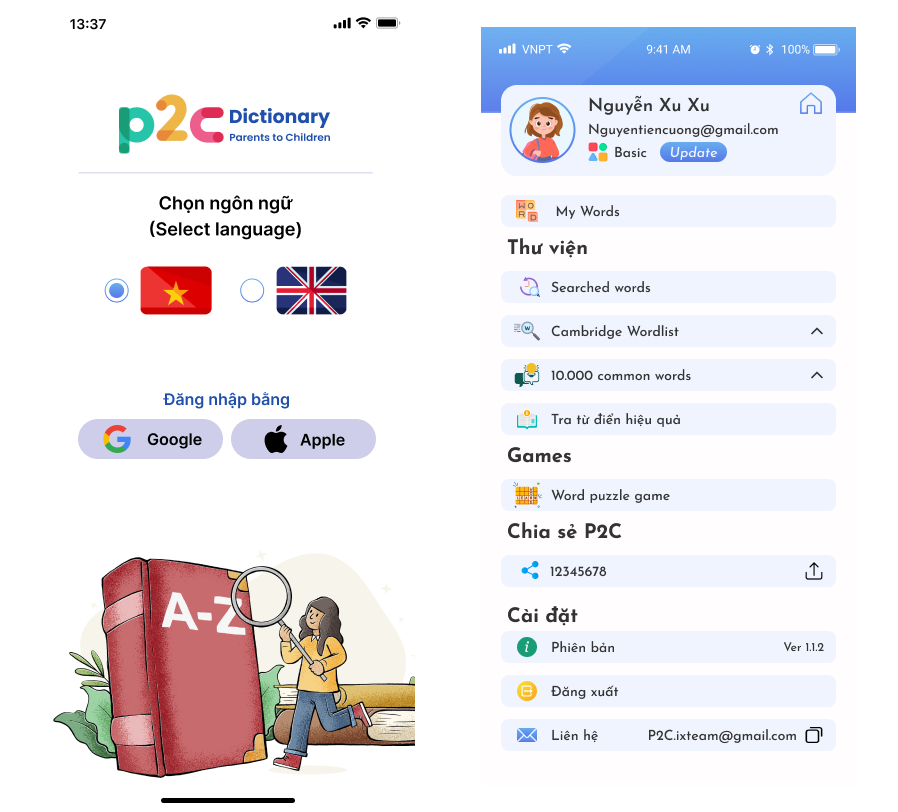 13:37
p2c Dictionary
Parents to Children
Chọn ngôn ngữ
(Select language)
Đăng nhập bằng
Google
Apple
A-Z
VNPT 9:41 AM 100%
Nguyễn Xu Xu
Nguyentiencuong@gmail.com
Basic Update
WORD My Words
Thư viện
Searched words
W Cambridge Wordlist
10.000 common words
Tra từ điển hiệu quả
Games
Word puzzle game
Chia sẻ P2C
12345678
Cài đặt
i Phiên bản Ver 1.1.2
Đăng xuất
Liên hệ P2C.ixteam@gmail.com